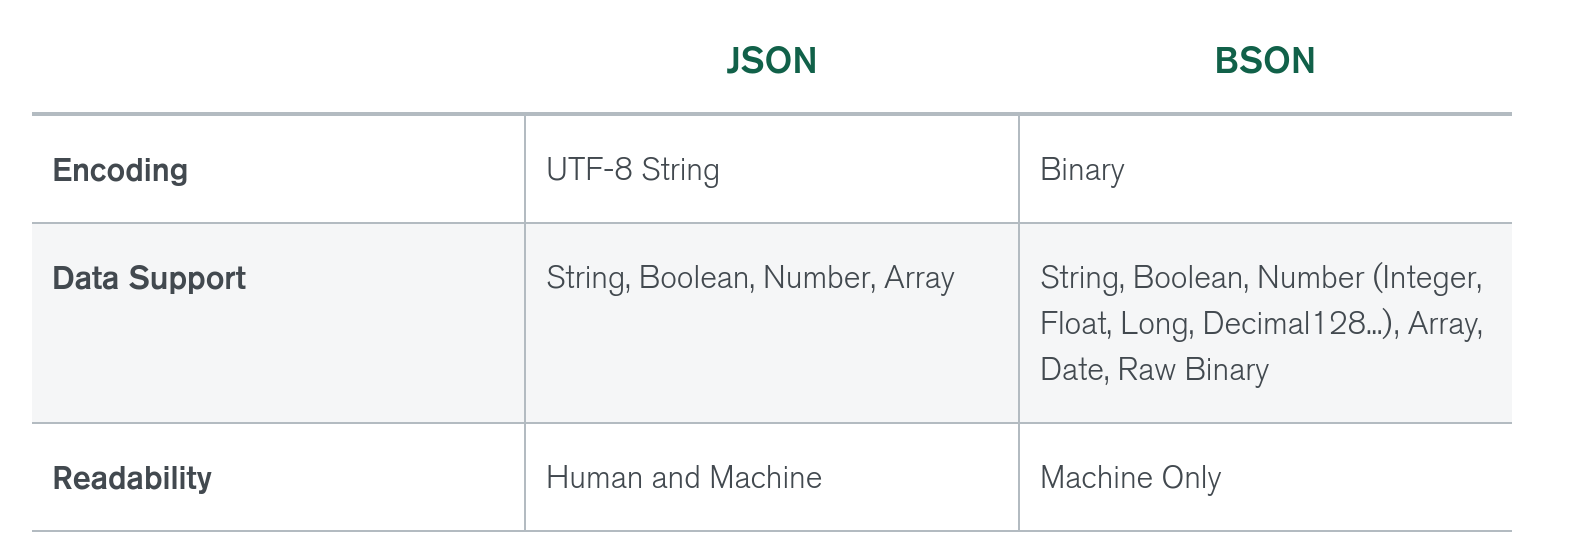 JSON BSON
Encoding UTF-8 String Binary
Data Support String, Boolean, Number, Array String, Boolean, Number (Integer,
Float, Long, Decimal128...), Array,
Date, Raw Binary
Readability Human and Machine Machine Only